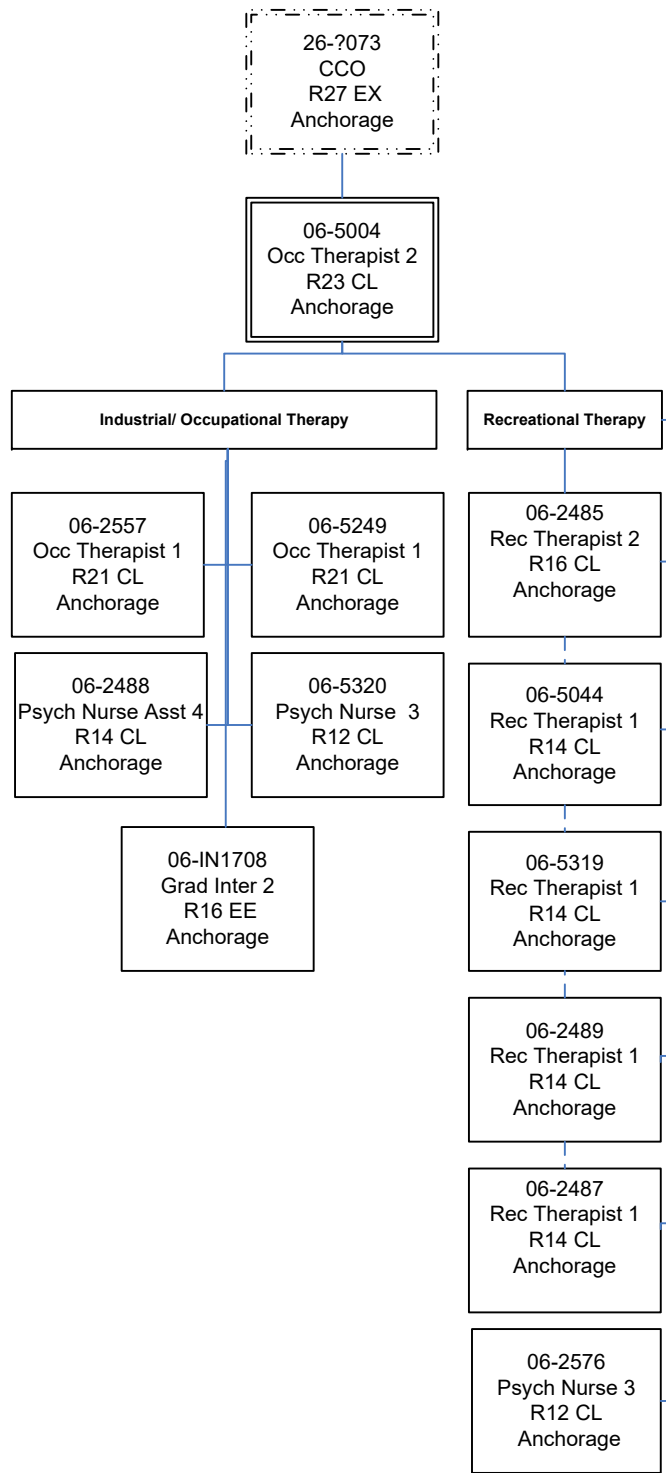 26-?073
CCO
R27 EX
Anchorage
06-5004
Occ Therapist 2
R23 CL
Anchorage
Industrial/ Occupational Therapy
Recreational Therapy
06-2557
Occ Therapist 1
R21 CL
Anchorage
06-5249
Occ Therapist 1
R21 CL
Anchorage
06-2485
Rec Therapist 2
R16 CL
Anchorage
06-2488
Psych Nurse Asst 4
R14 CL
Anchorage
06-5320
Psych Nurse  3
R12 CL
Anchorage
06-5044
Rec Therapist 1
R14 CL
Anchorage
06-IN1708
Grad Inter 2
R16 EE
Anchorage
06-5319
Rec Therapist 1
R14 CL
Anchorage
06-2489
Rec Therapist 1
R14 CL
Anchorage
06-2487
Rec Therapist 1
R14 CL
Anchorage
06-2576
Psych Nurse 3
R12 CL
Anchorage